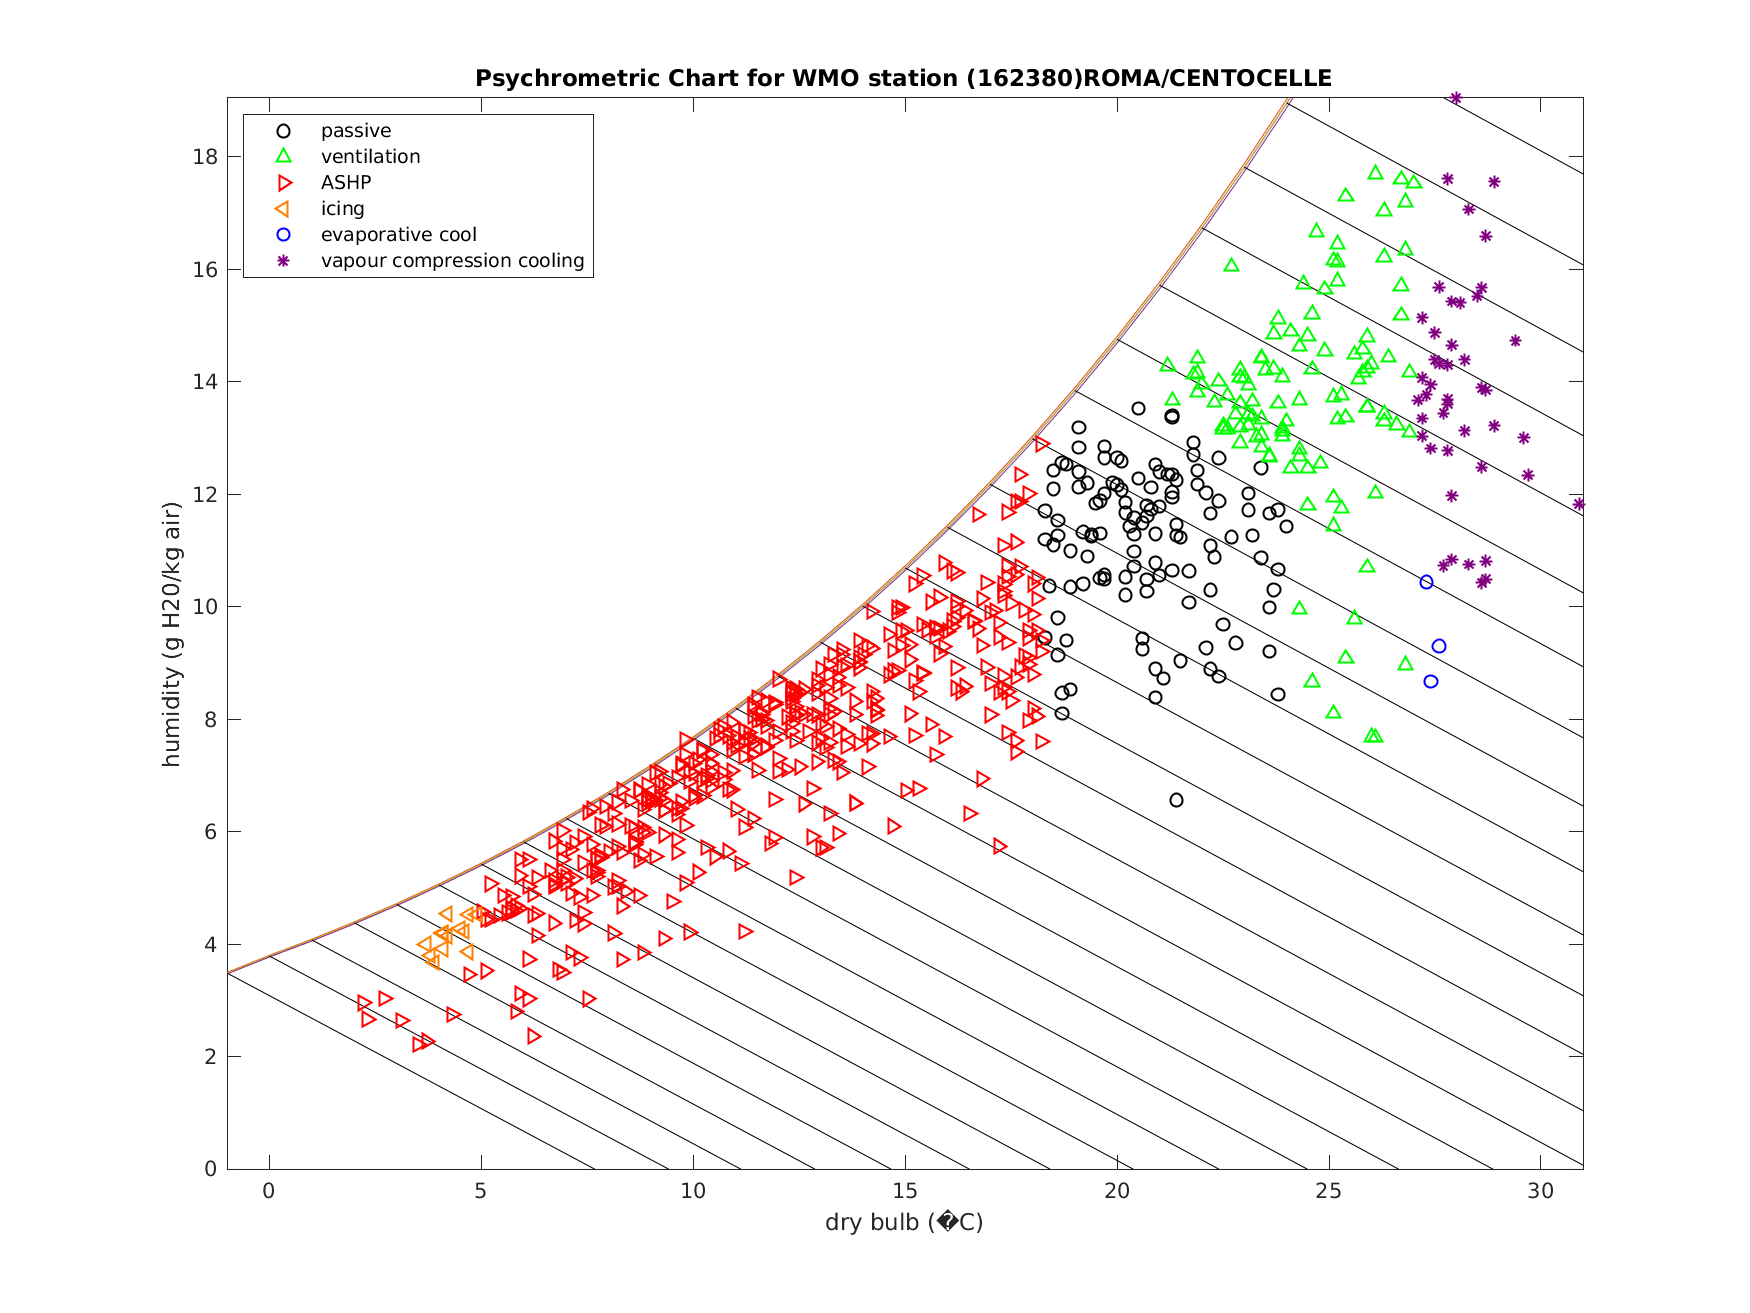 Psychrometric Chart for WMO station (162380)ROMA/CENTOCELLE
passive
ventilation
ASHP
icing
evaporative cool
vapour compression cooling
humidity (g H20/kg air)
18
16
14
12
10
8
6
4
2
0
0 5 10 15 20 25 30
dry bulb (�C)